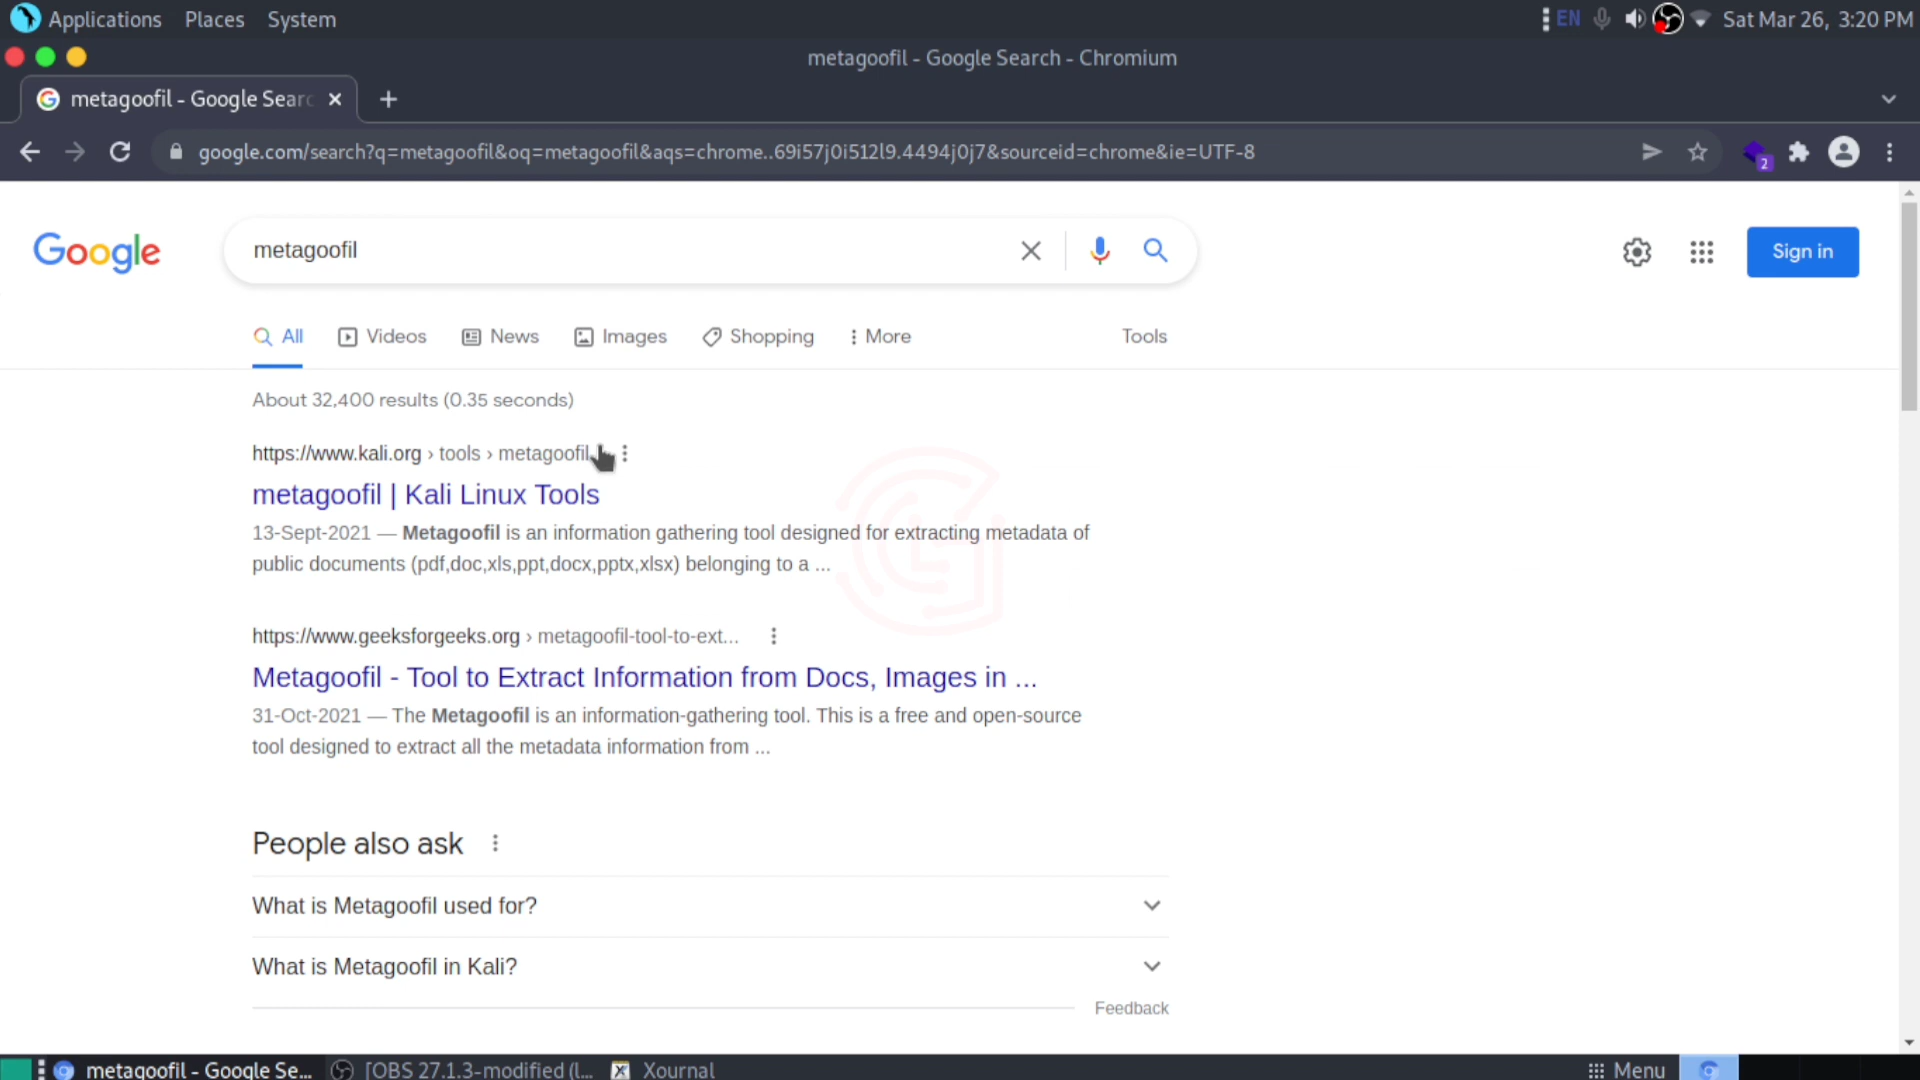 Applications Places System
EN Sat Mar 26, 3:20 PM
metagoofil - Google Search - Chromium
metagoofil - Google Searc
google.com/search?q=metagoofil&oq=metagoofil&aqs=chrome..69i57j0i512l9.4494j0j7&sourceid=chrome&ie=UTF-8
2
Google
metagoofil
Sign in
All Videos News Images Shopping More Tools
About 32,400 results (0.35 seconds)
https://www.kali.org › tools › metagoofil
metagoofil | Kali Linux Tools
13-Sept-2021 — Metagoofil is an information gathering tool designed for extracting metadata of
public documents (pdf,doc,xls,ppt,docx,pptx,xlsx) belonging to a ...
https://www.geeksforgeeks.org › metagoofil-tool-to-ext...
Metagoofil - Tool to Extract Information from Docs, Images in ...
31-Oct-2021 — The Metagoofil is an information-gathering tool. This is a free and open-source
tool designed to extract all the metadata information from ...
People also ask
What is Metagoofil used for?
What is Metagoofil in Kali?
Feedback
metagoofil - Google Se... [OBS 27.1.3-modified (l... Xournal Menu